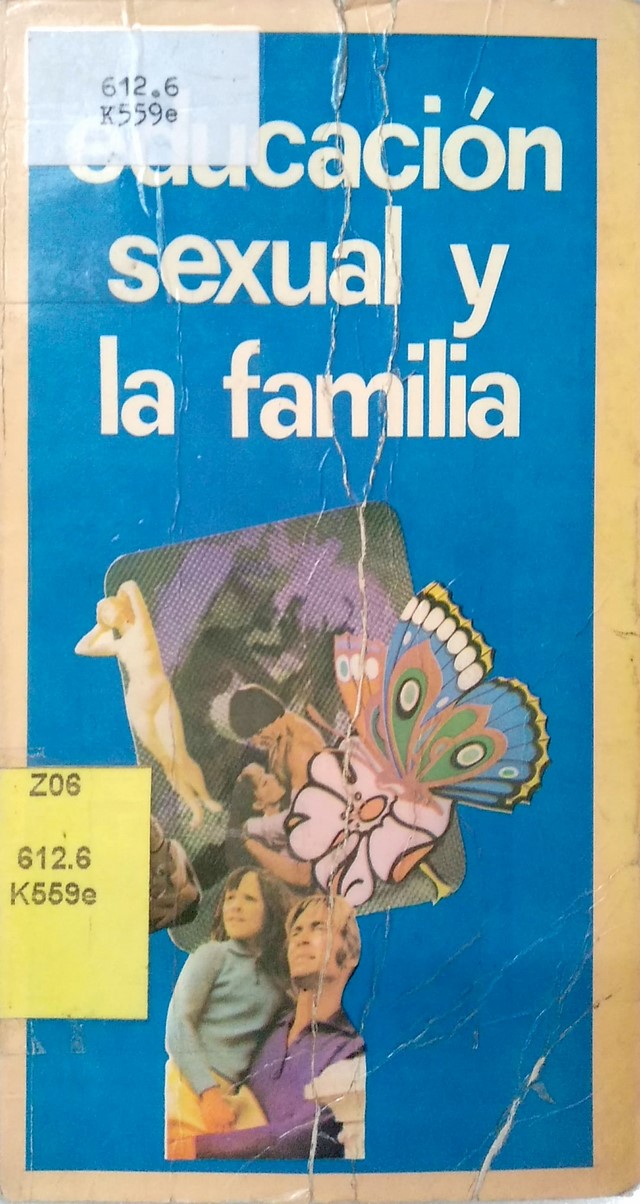 612.6
K559e
educación
sexual y
la familia
Z06
612.6
K559e